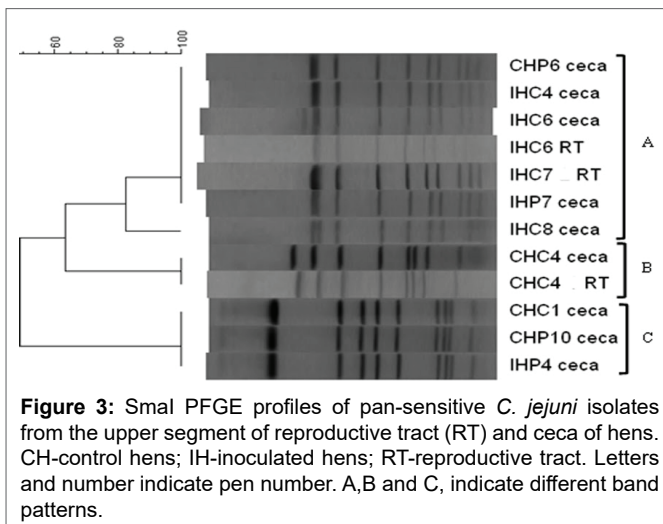 60
80
100
CHP6 ceca
IHC4 ceca
IHC6 ceca
IHC6 RT
IHC7 RT
IHP7 ceca
IHC8 ceca
CHC4 ceca
CHC4 RT
CHC1 ceca
CHP10 ceca
IHP4 ceca
A
B
C
Figure 3: SmaI PFGE profiles of pan-sensitive C. jejuni isolates
from the upper segment of reproductive tract (RT) and ceca of hens.
CH-control hens; IH-inoculated hens; RT-reproductive tract. Letters
and number indicate pen number. A,B and C, indicate different band
patterns.